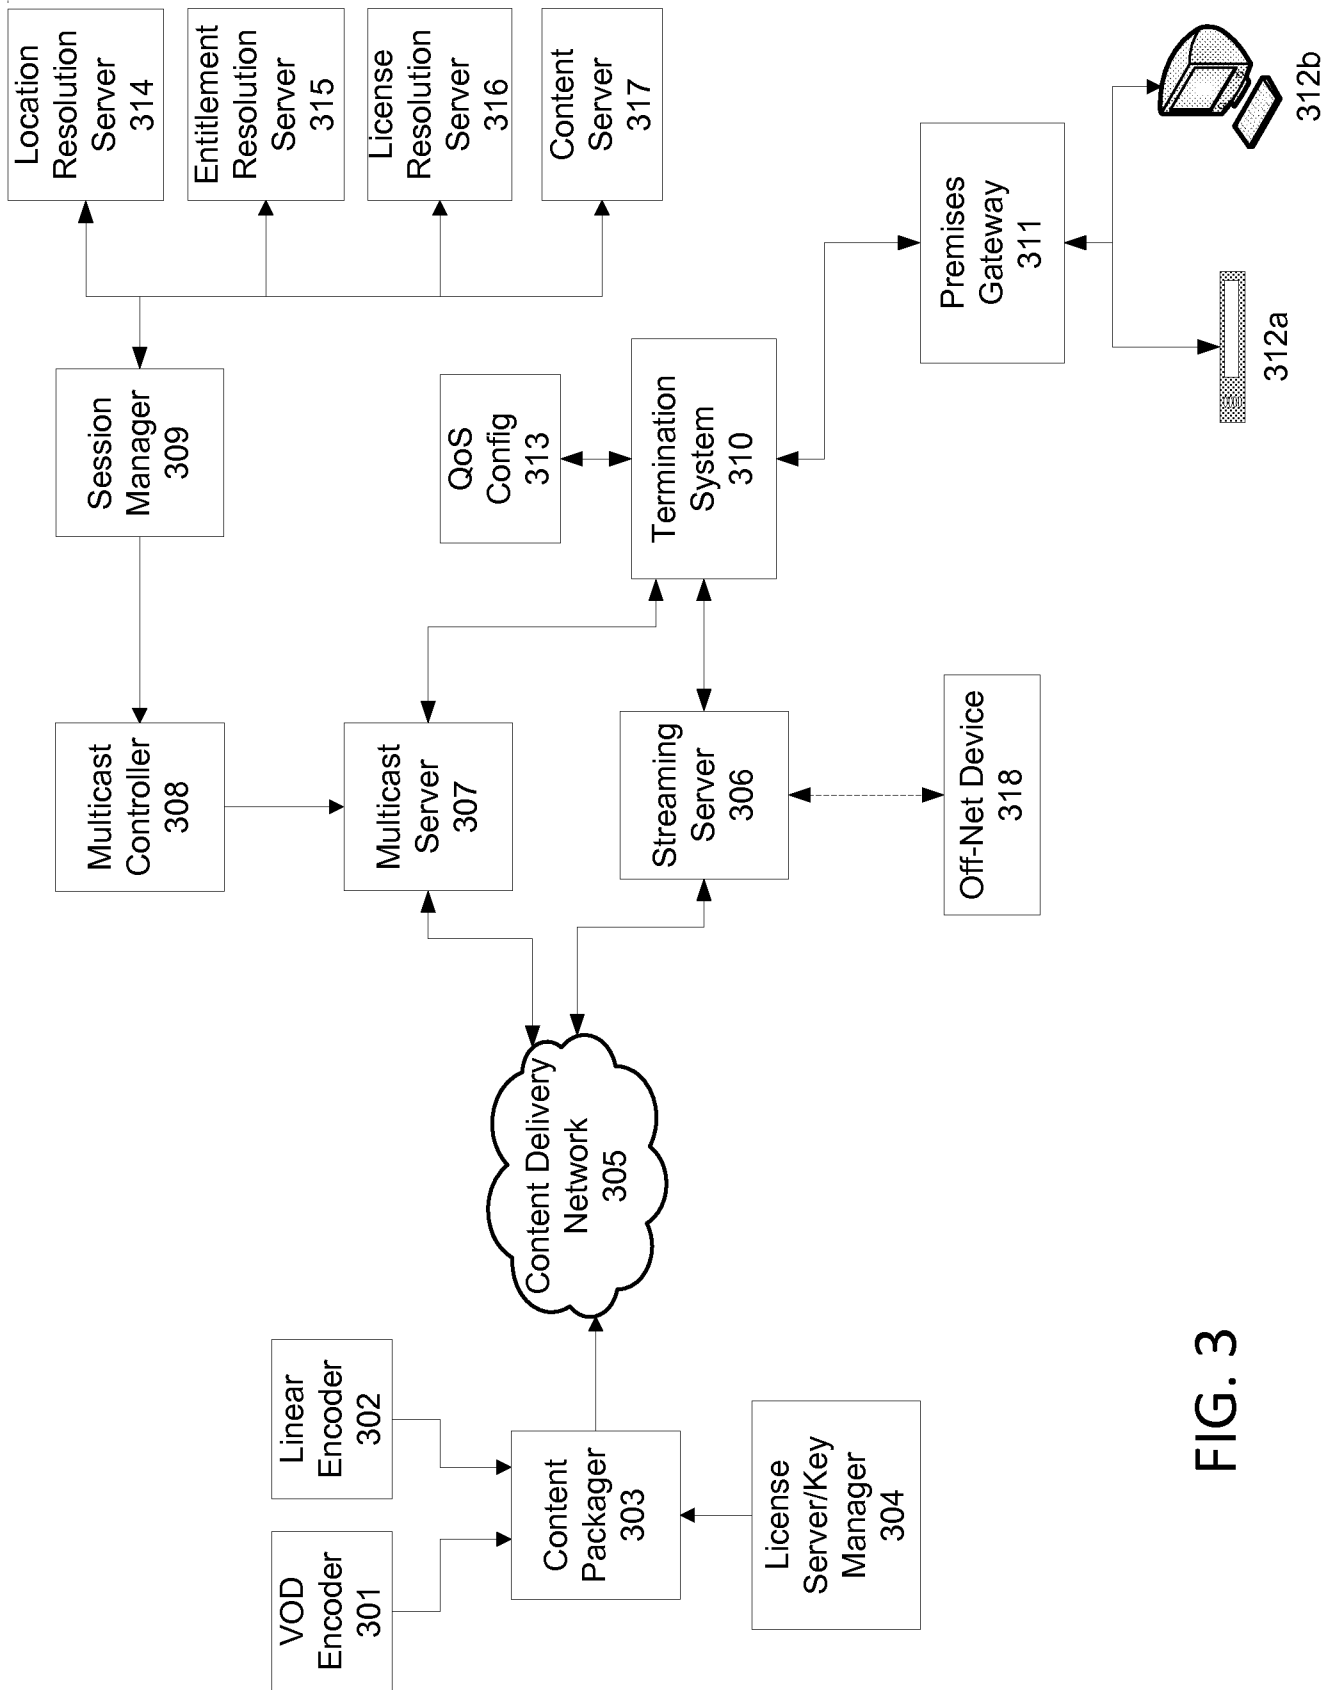 VOD
Encoder
301
Linear
Encoder
302
Content
Packager
303
License
Server/Key
Manager
304
Content Delivery
Network
305
Multicast
Controller
308
Multicast
Server
307
Streaming
Server
306
Off-Net Device
318
Session
Manager
309
QoS
Config
313
Termination
System
310
Location
Resolution
Server
314
Entitlement
Resolution
Server
315
License
Resolution
Server
316
Content
Server
317
Premises
Gateway
311
312a
312b
FIG. 3